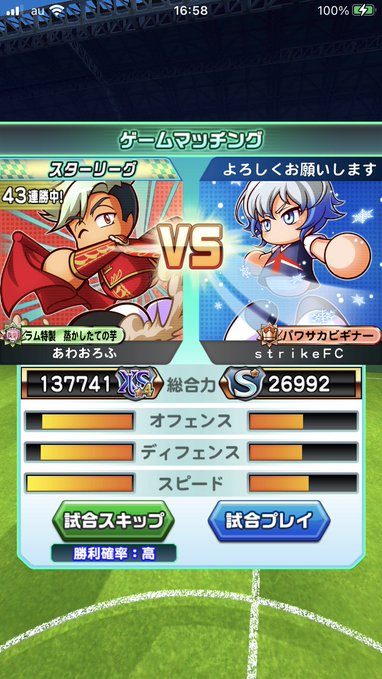 au 16:58 100%
ゲームマッチング
スターリーグ
よろしくお願いします
43連勝中!
VS
ラム特製 蒸かしたての芋
パワサカビギナー
あわおろふ
strikeFC
137741 XS4 総合力 S 26992
オフェンス
ディフェンス
スピード
試合スキップ
試合プレイ
勝利確率:高